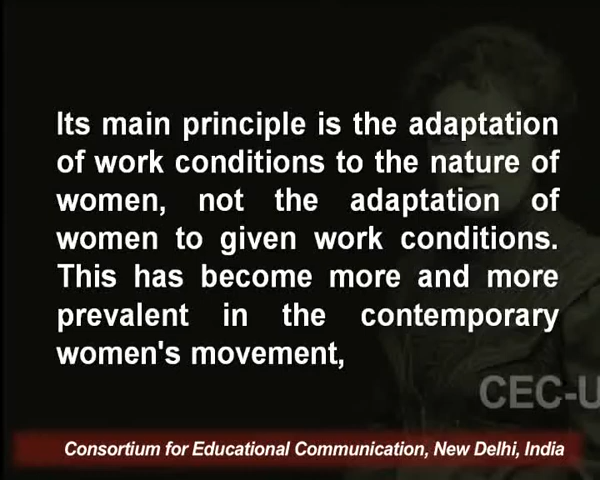 Its main principle is the adaptation
of work conditions to the nature of
women, not the adaptation of
women to given work conditions.
This has become more and more
prevalent in the contemporary
women's movement,
CEC-U
Consortium for Educational Communication, New Delhi, India